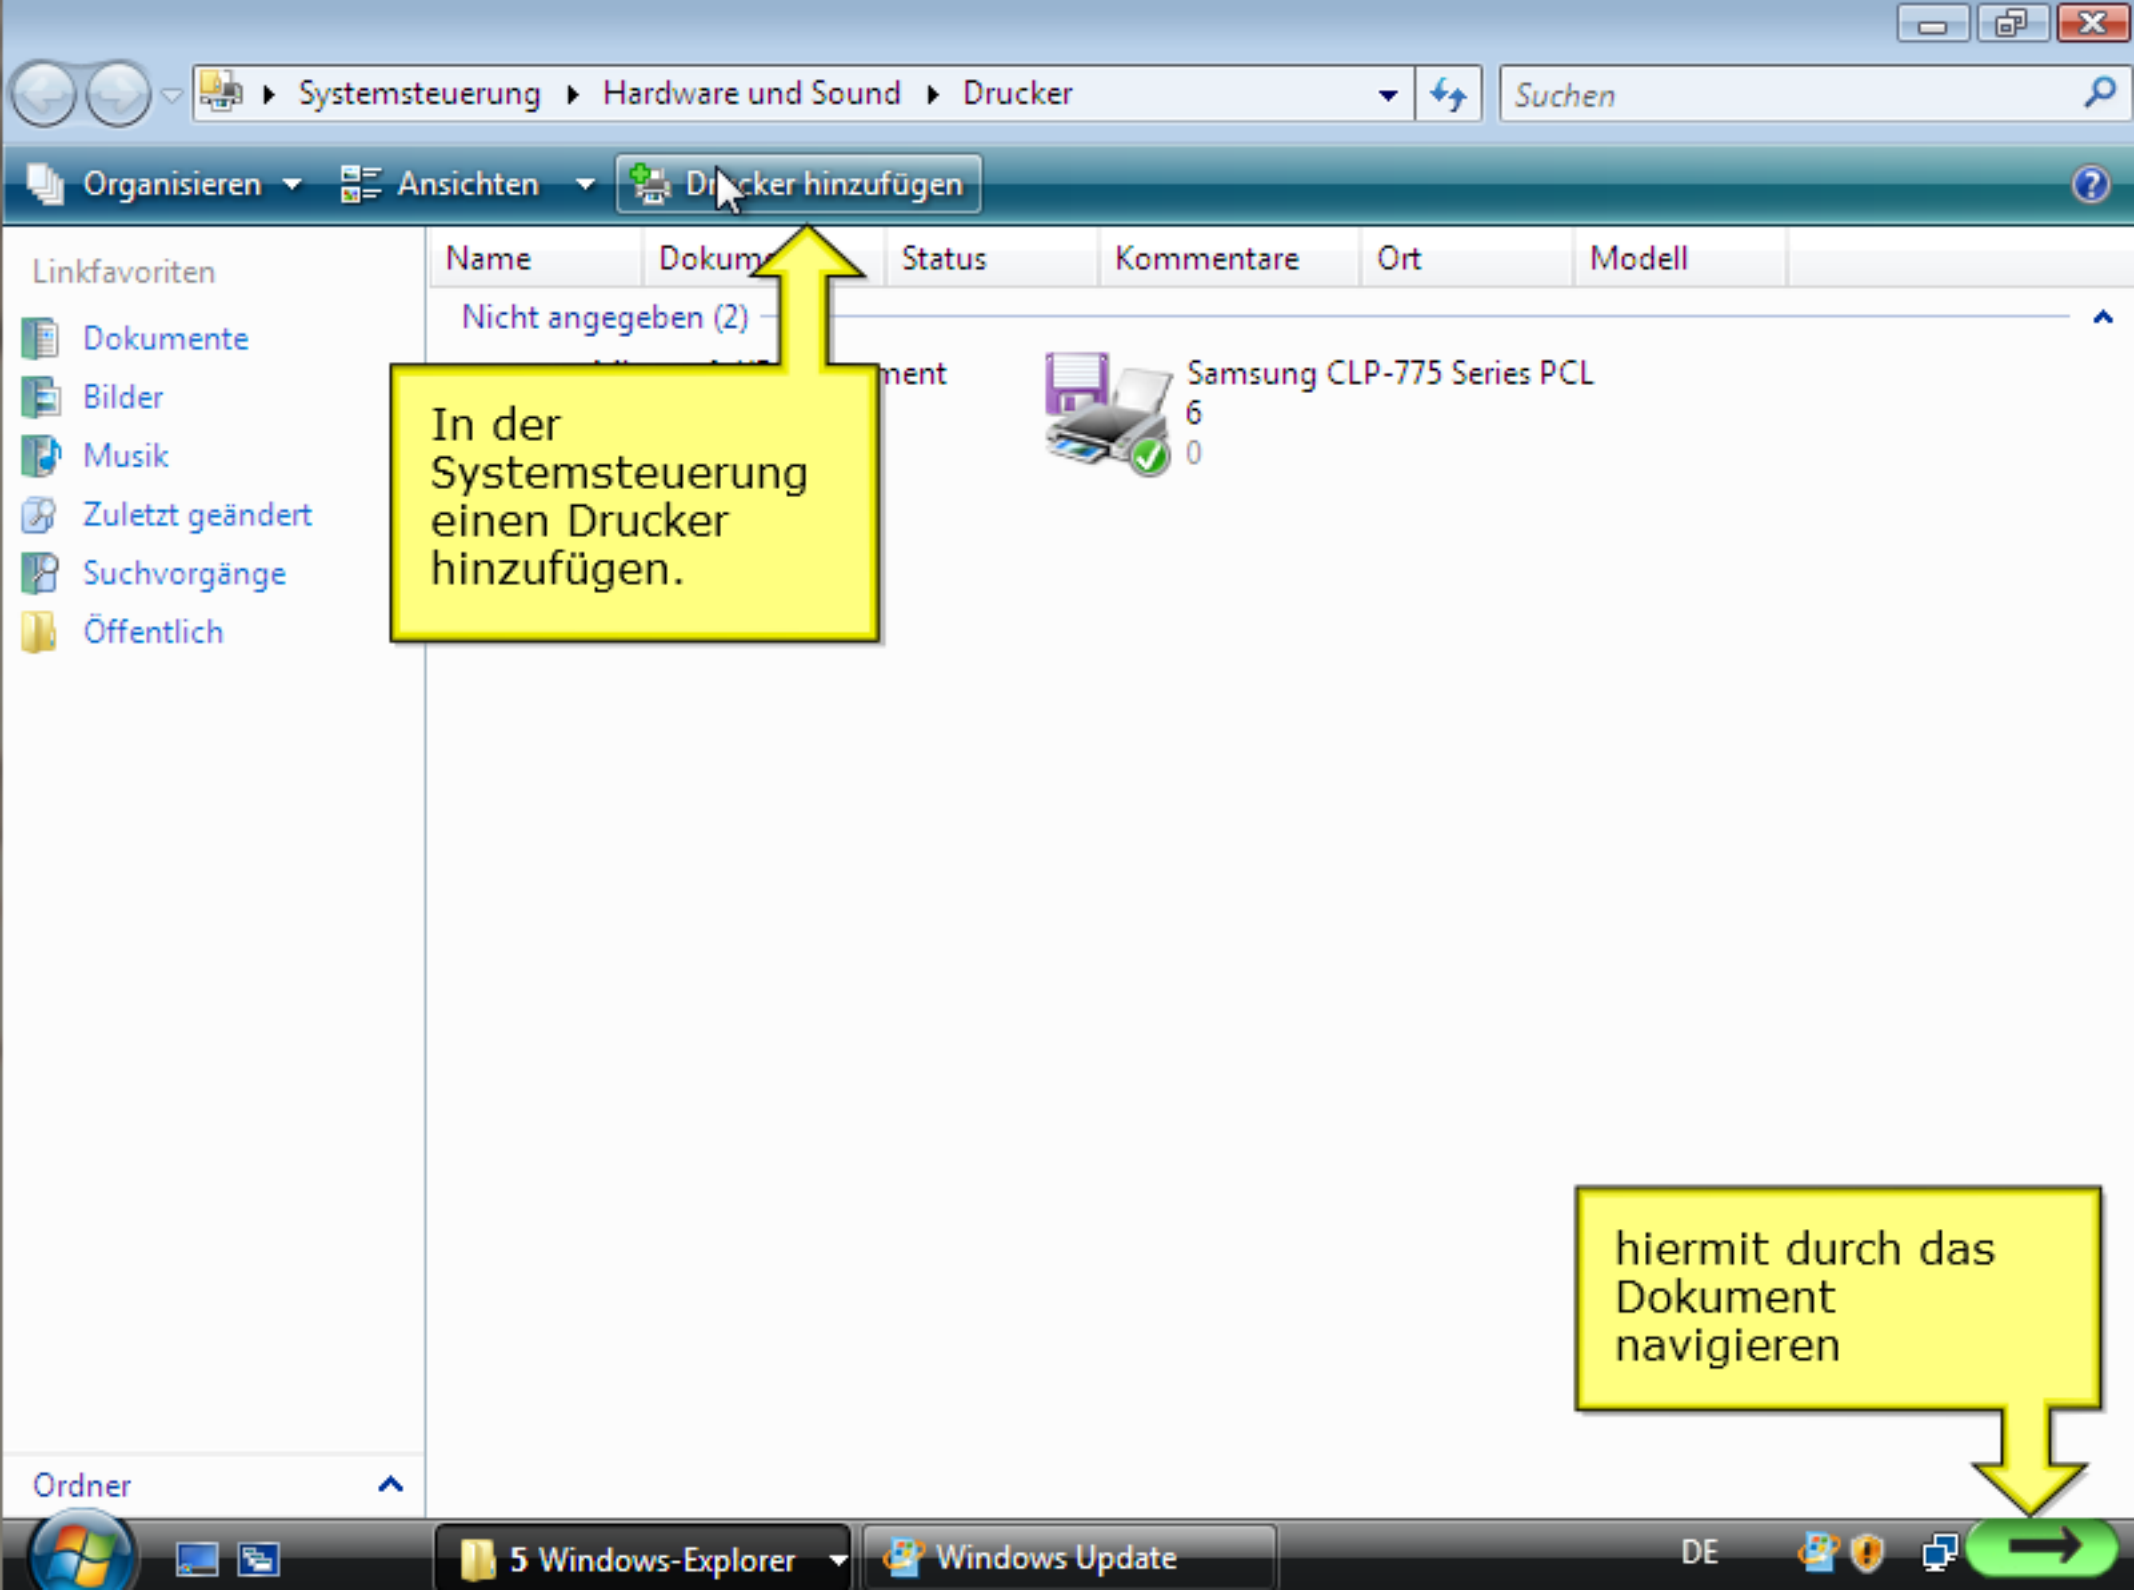 Systemsteuerung Hardware und Sound Drucker
Suchen
Organisieren Ansichten Drucker hinzufügen
Linkfavoriten
Dokumente
Bilder
Musik
Zuletzt geändert
Suchvorgänge
Öffentlich
Name Status Kommentare Ort Modell
Nicht angegeben (2)
Samsung CLP-775 Series PCL
6
0
In der
Systemsteuerung
einen Drucker
hinzufügen.
hiermit durch das
Dokument
navigieren
Ordner
5 Windows-Explorer Windows Update DE